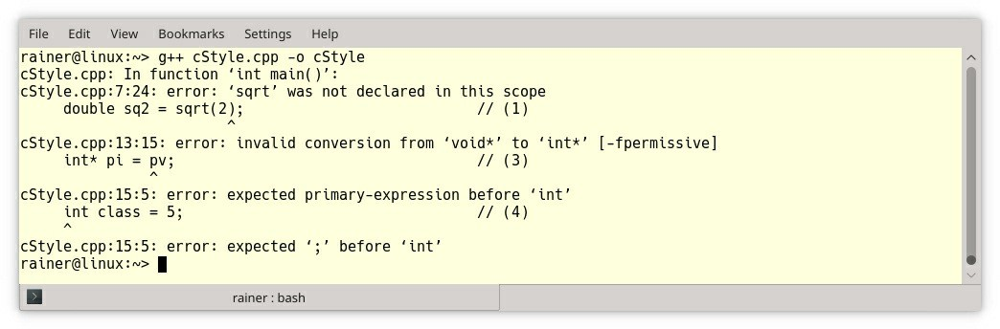 File Edit View Bookmarks Settings Help
rainer@linux:~> g++ cStyle.cpp -o cStyle
cStyle.cpp: In function ‘int main()’:
cStyle.cpp:7:24: error: ‘sqrt’ was not declared in this scope
     double sq2 = sqrt(2);                           // (1)
                        ^
cStyle.cpp:13:15: error: invalid conversion from ‘void*’ to ‘int*’ [-fpermissive]
     int* pi = pv;                                   // (3)
               ^
cStyle.cpp:15:5: error: expected primary-expression before ‘int’
     int class = 5;                                  // (4)
     ^
cStyle.cpp:15:5: error: expected ‘;’ before ‘int’
rainer@linux:~>
rainer : bash